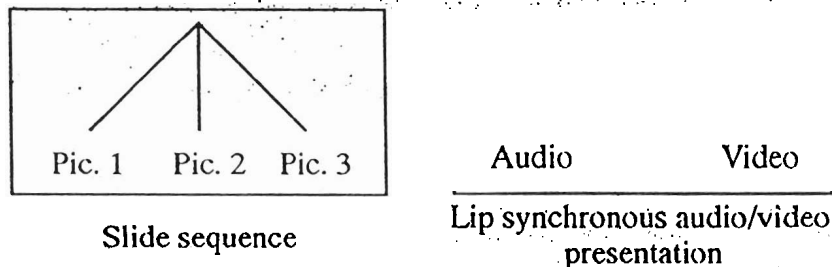 Pic. 1 Pic. 2 Pic. 3
Slide sequence
Audio Video
Lip synchronous audio/video
presentation